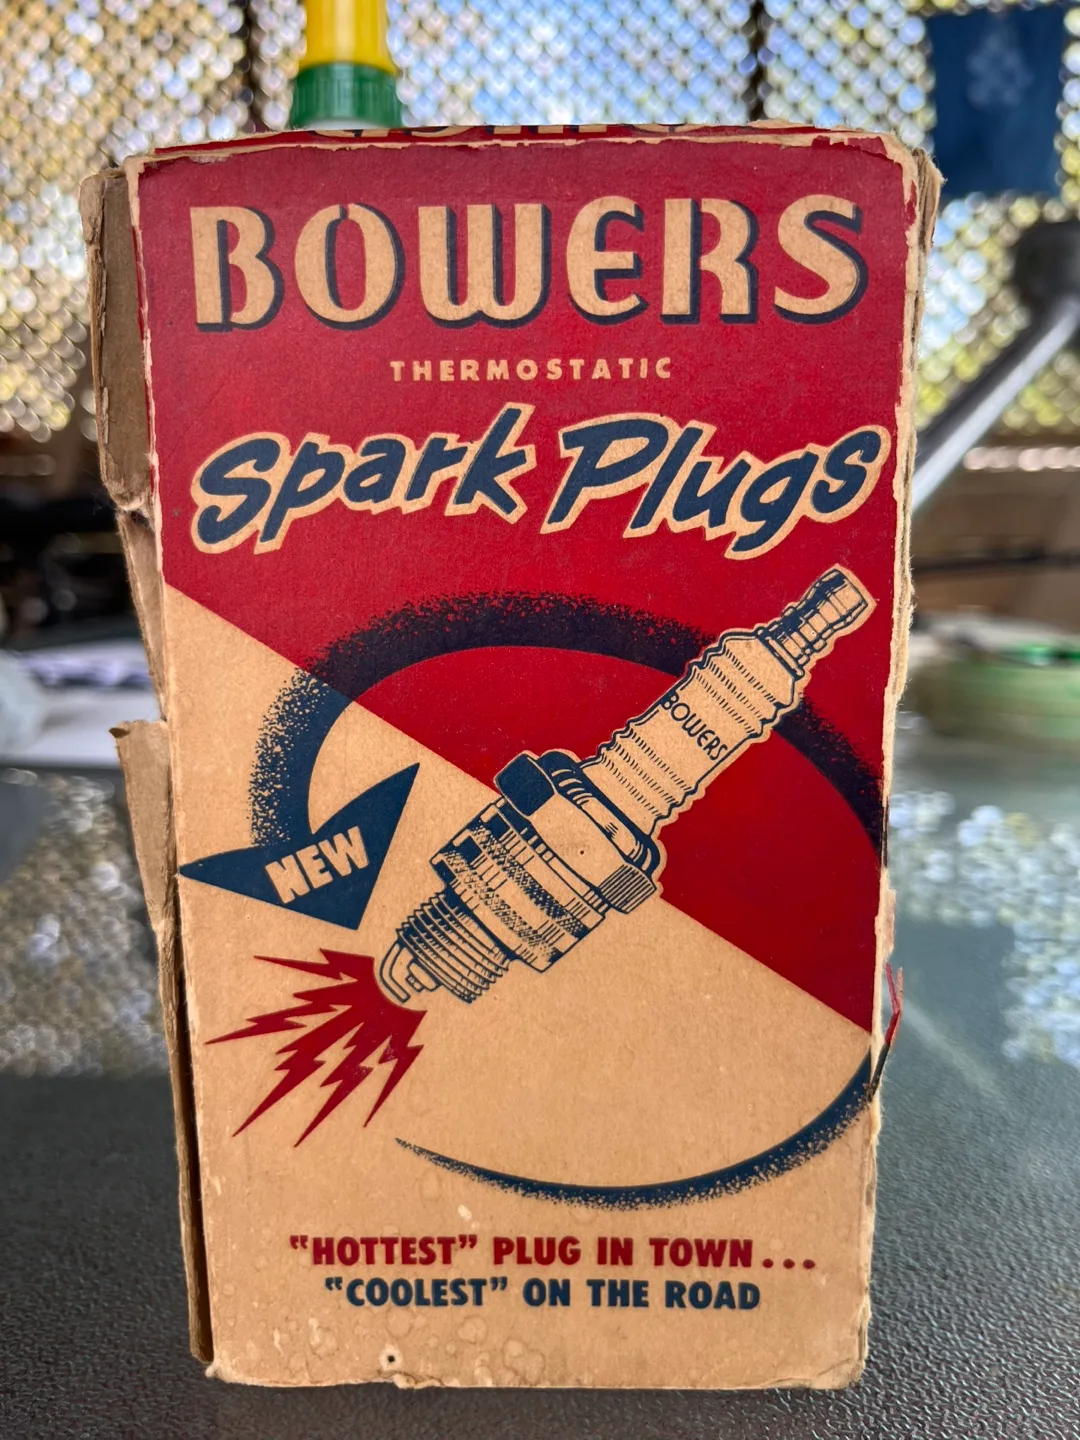 BOWERS
THERMOSTATIC
Spark Plugs
BOWERS
NEW
"HOTTEST" PLUG IN TOWN...
"COOLEST" ON THE ROAD